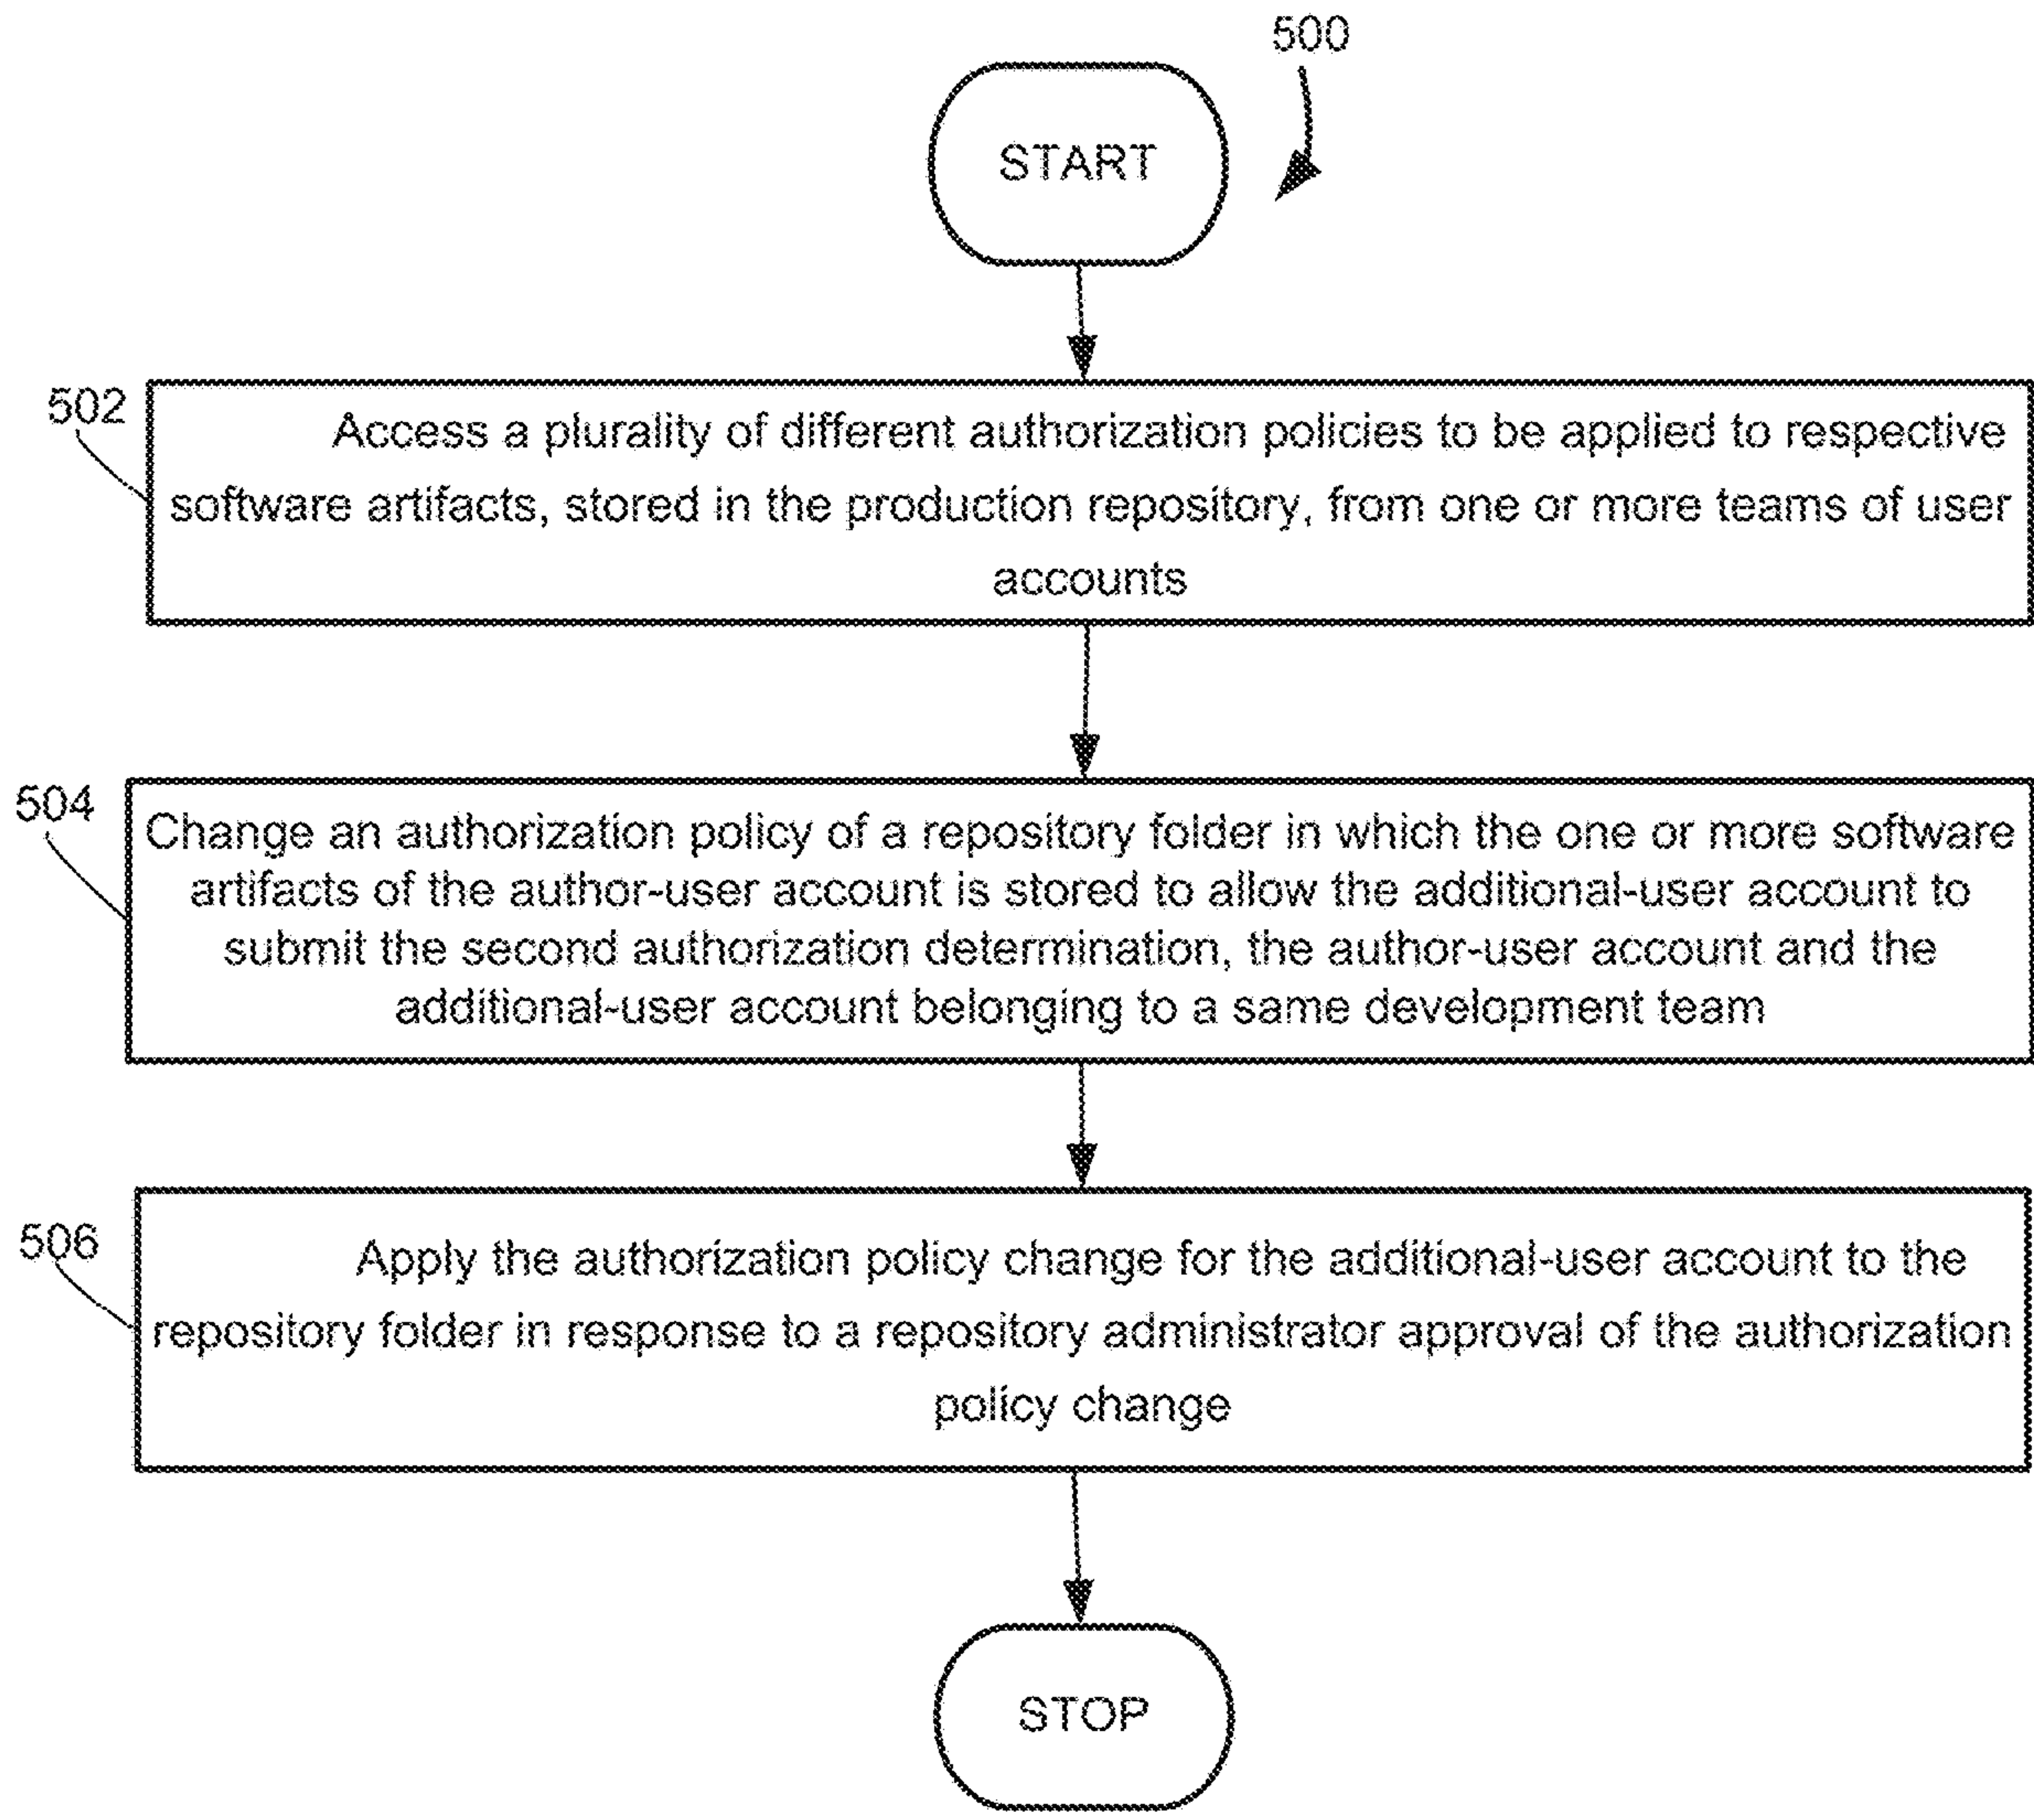 500
START
502
Access a plurality of different authorization policies to be applied to respective
software artifacts, stored in the production repository, from one or more teams of user
accounts
504
Change an authorization policy of a repository folder in which the one or more software
artifacts of the author-user account is stored to allow the additional-user account to
submit the second authorization determination, the author-user account and the
additional-user account belonging to a same development team
506
Apply the authorization policy change for the additional-user account to the
repository folder in response to a repository administrator approval of the authorization
policy change
STOP